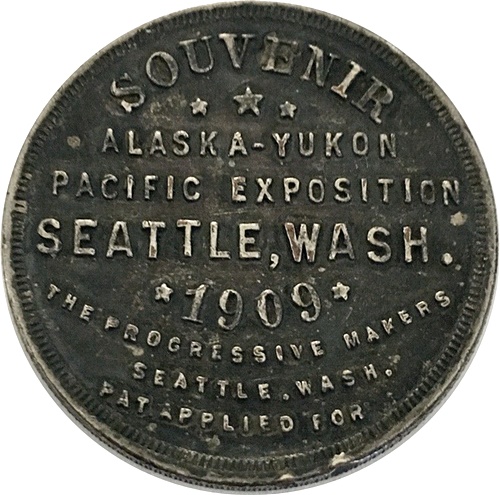 SOUVENIR
ALASKA-YUKON
PACIFIC EXPOSITION
SEATTLE, WASH.
1909
THE PROGRESSIVE MAKERS
SEATTLE. WASH.
PAT APPLIED FOR